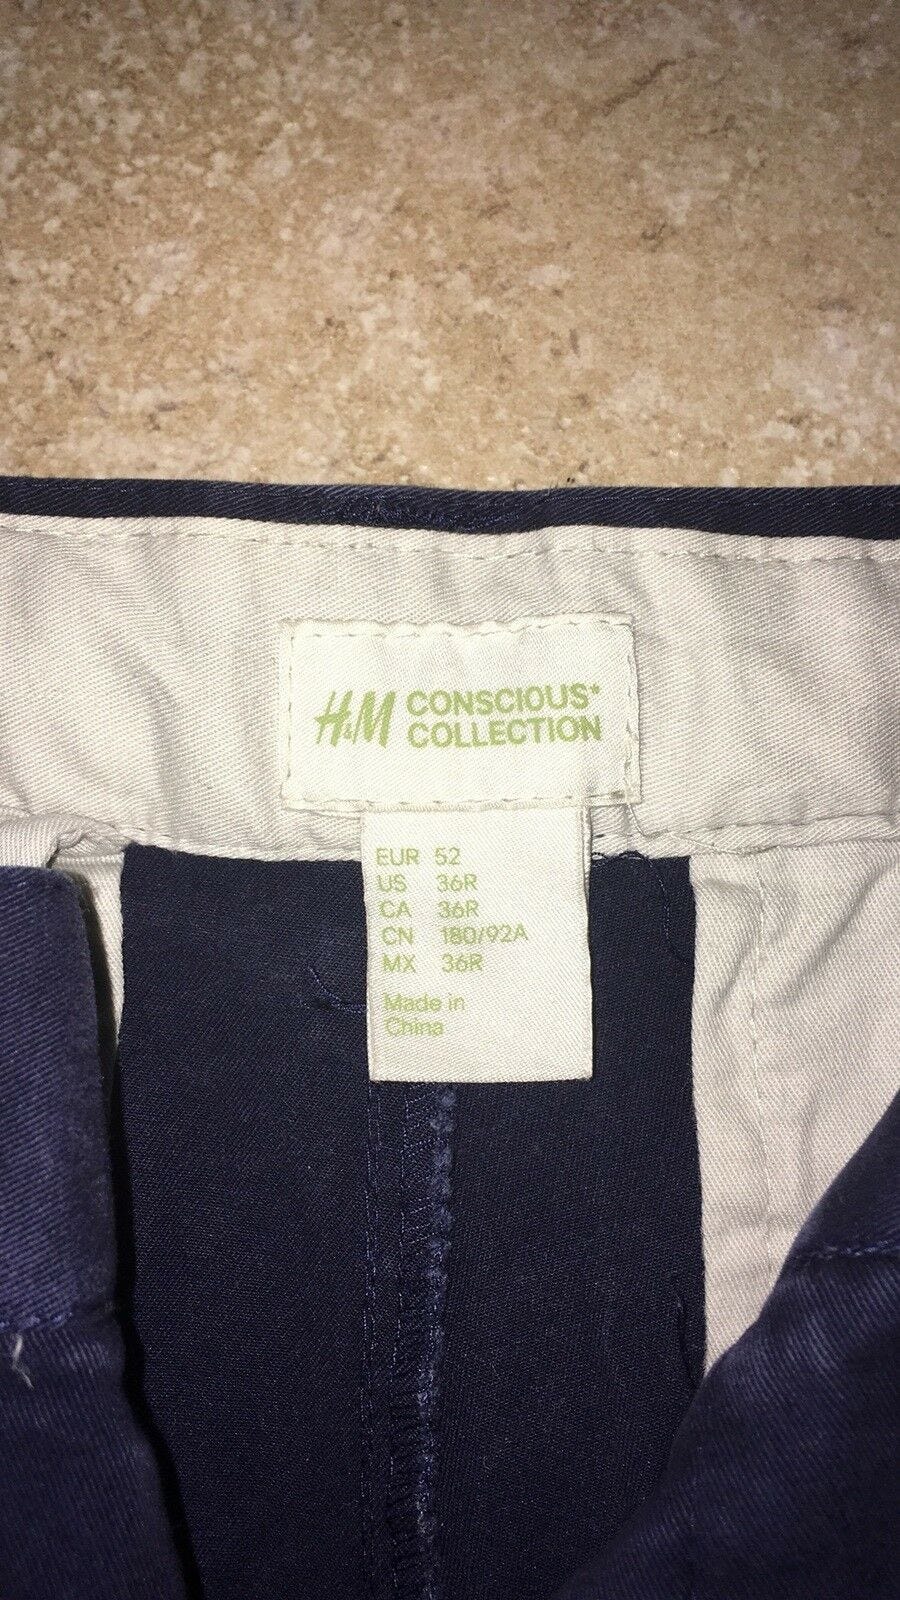 H&M CONSCIOUS*
COLLECTION
EUR 52
US 36R
CA 36R
CN 180/92A
MX 36R
Made in
China